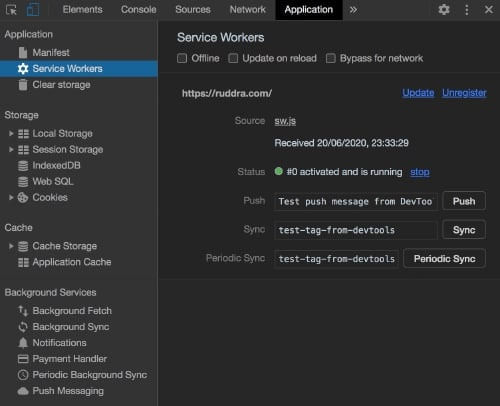 Elements Console Sources Network Application »
Application
Manifest
Service Workers
Clear storage
Storage
Local Storage
Session Storage
IndexedDB
Web SQL
Cookies
Cache
Cache Storage
Application Cache
Background Services
Background Fetch
Background Sync
Notifications
Payment Handler
Periodic Background Sync
Push Messaging
Service Workers
Offline Update on reload Bypass for network
https://ruddra.com/ Update Unregister
Source sw.js
Received 20/06/2020, 23:33:29
Status #0 activated and is running stop
Push Test push message from DevToo Push
Sync test-tag-from-devtools Sync
Periodic Sync test-tag-from-devtools Periodic Sync